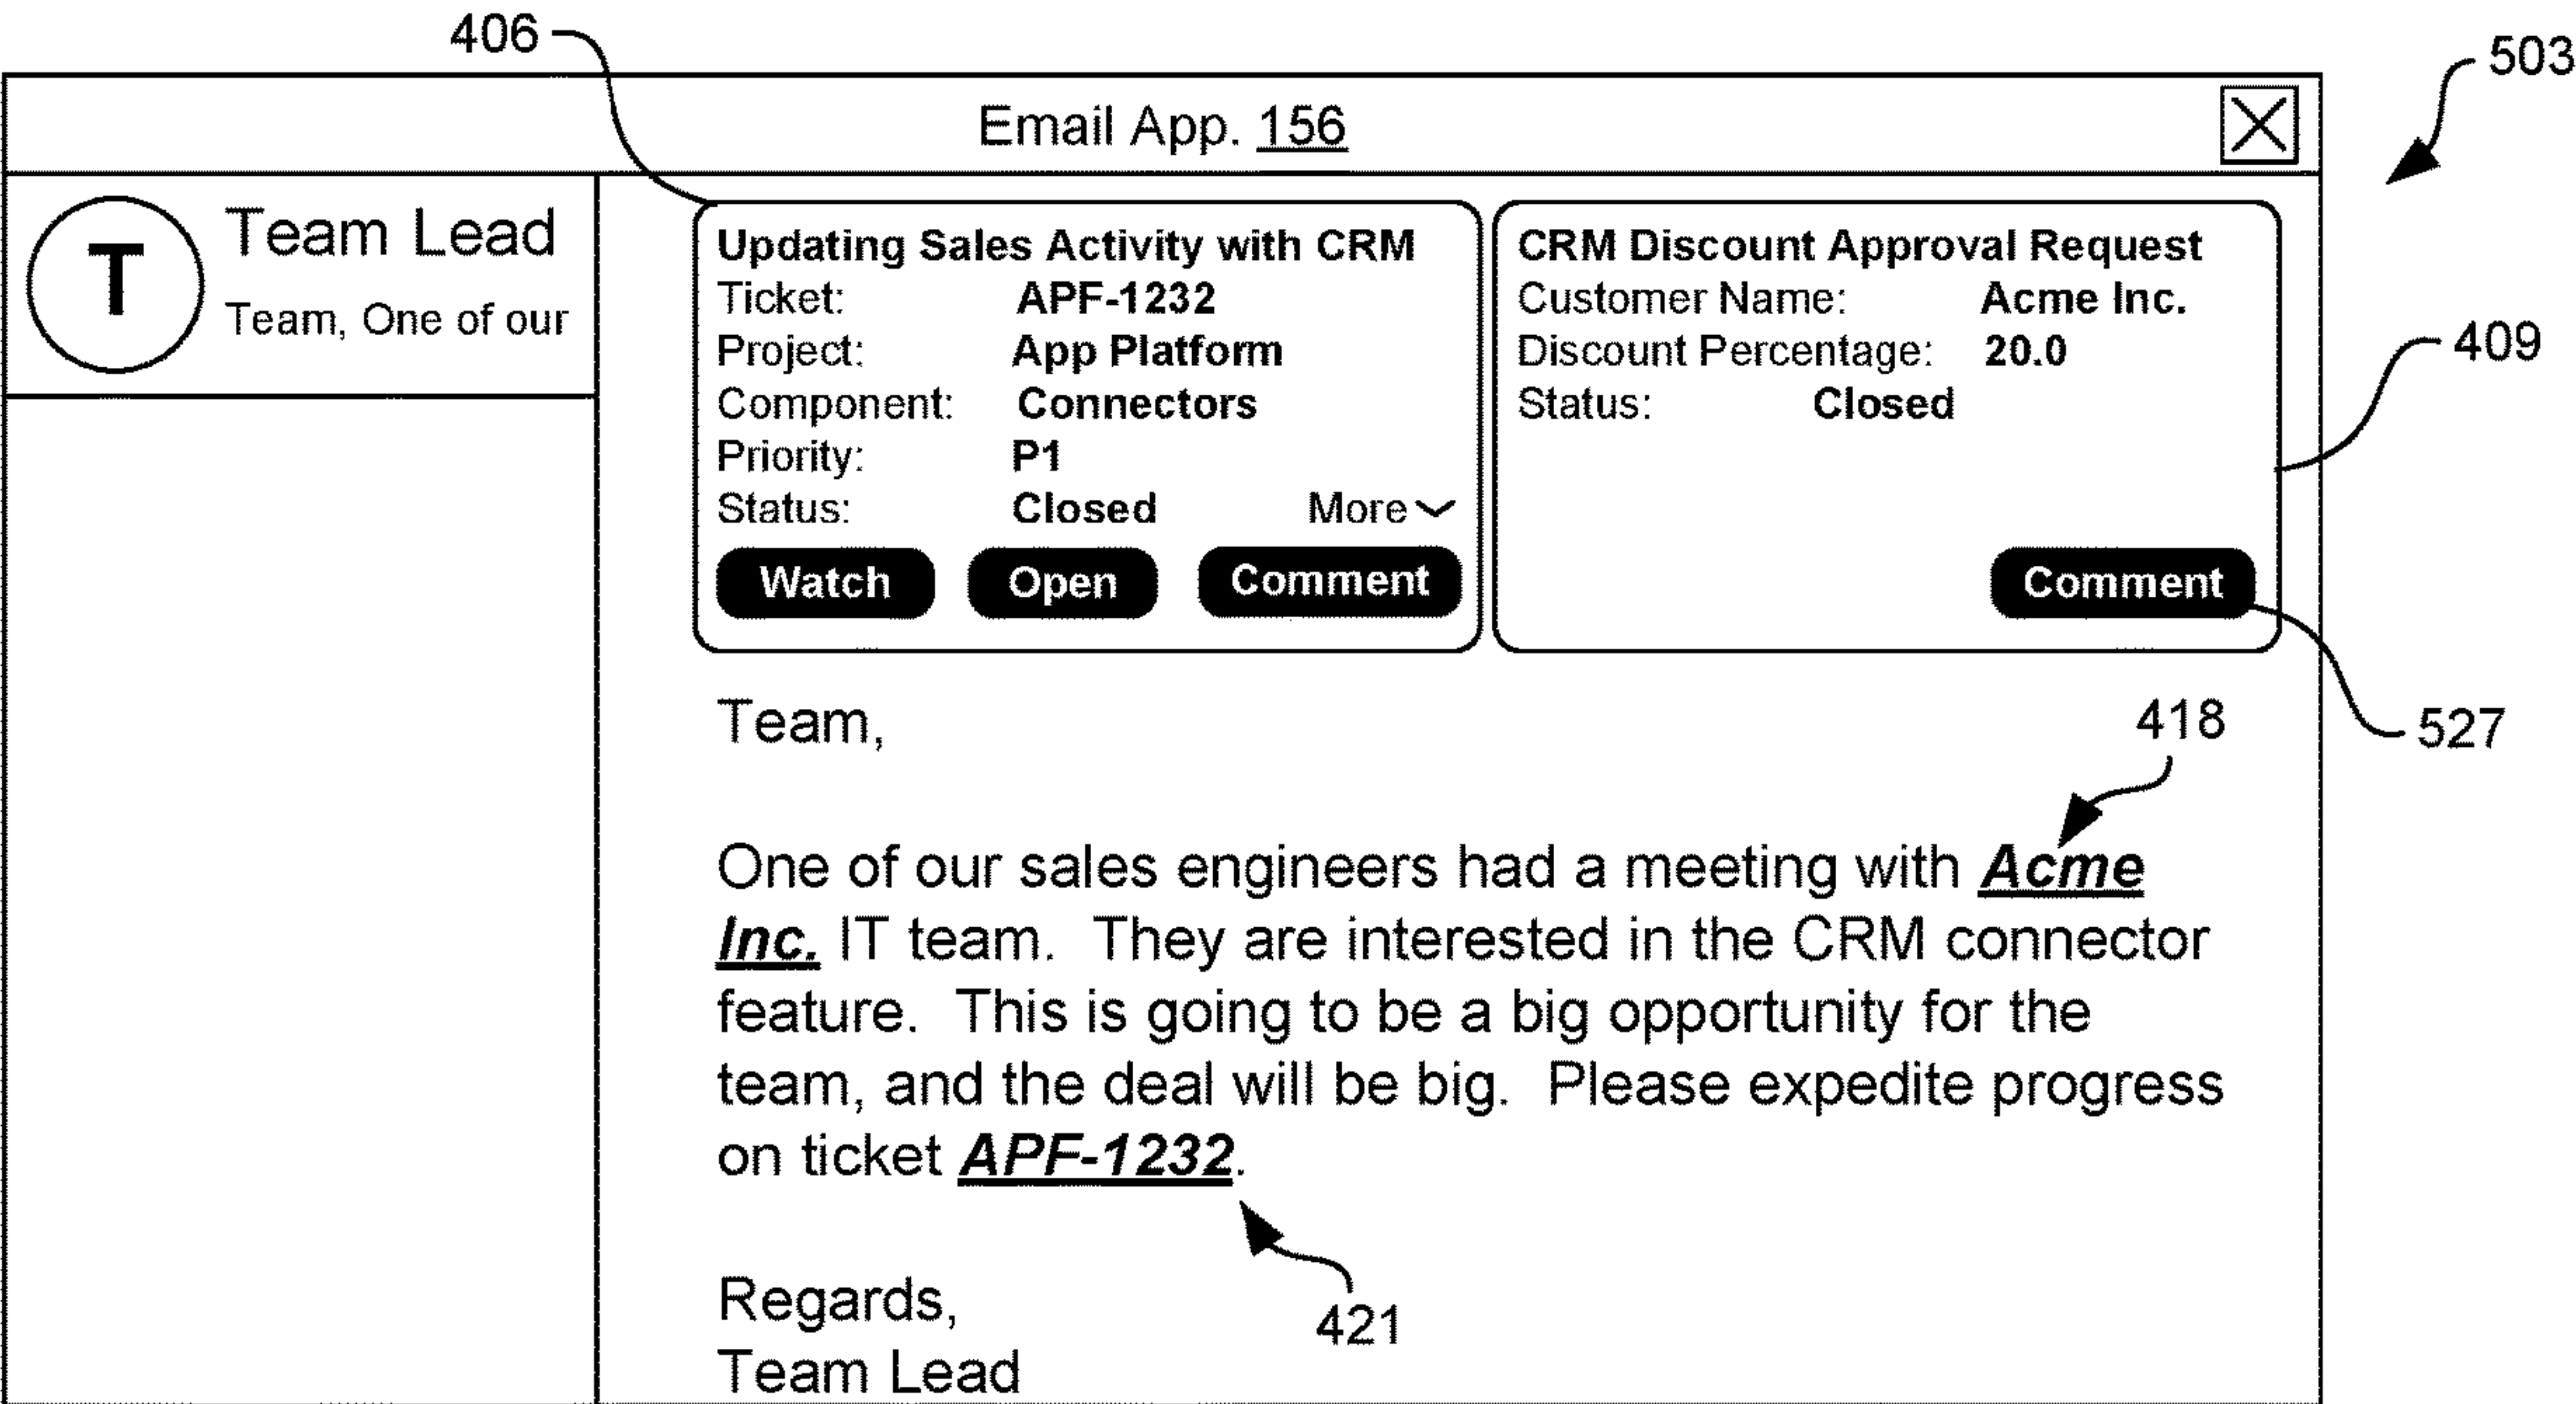 406
503
Email App. 156
T
Team Lead
Team, One of our
Updating Sales Activity with CRM
Ticket: APF-1232
Project: App Platform
Component: Connectors
Priority: P1
Status: Closed More
Watch Open Comment
CRM Discount Approval Request
Customer Name: Acme Inc.
Discount Percentage: 20.0
Status: Closed
Comment
409
527
418
Team,
One of our sales engineers had a meeting with Acme
Inc. IT team. They are interested in the CRM connector
feature. This is going to be a big opportunity for the
team, and the deal will be big. Please expedite progress
on ticket APF-1232.
421
Regards,
Team Lead